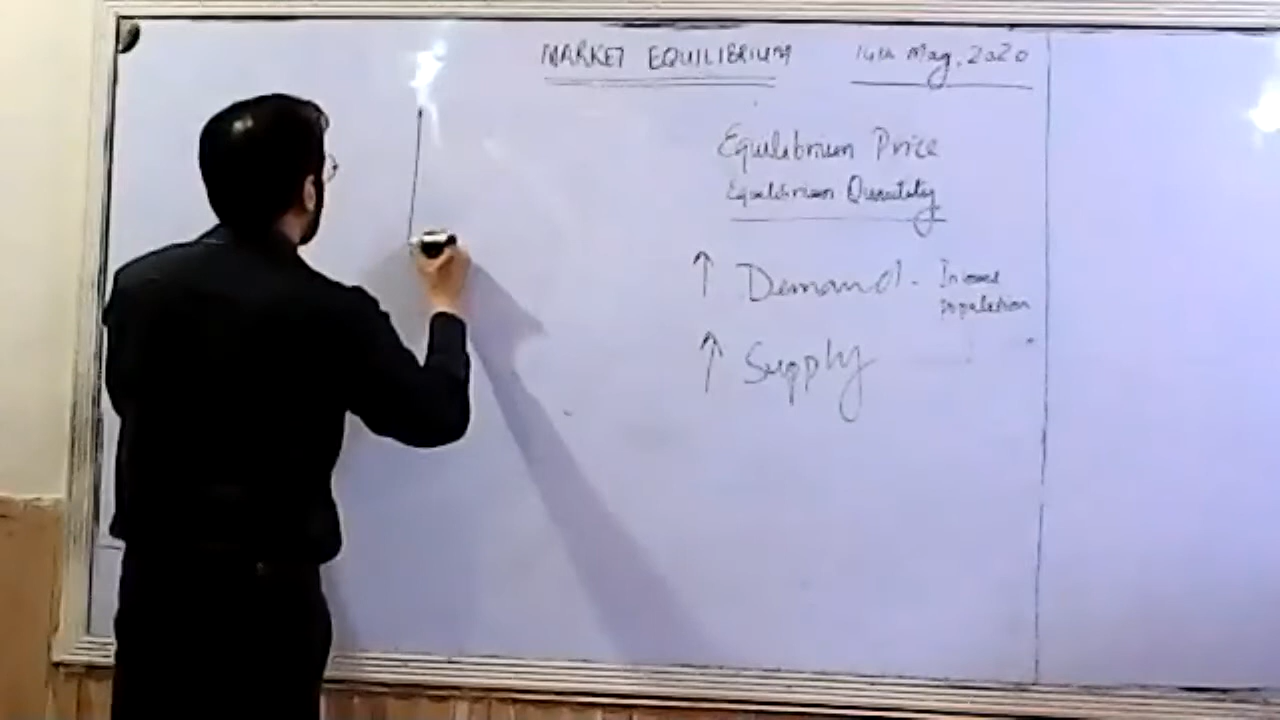 MARKET EQUILIBRIUM 14th May, 2020
Equilibrium Price
Equilibrium Quantity
↑ Demand - Income
population
↑ Supply